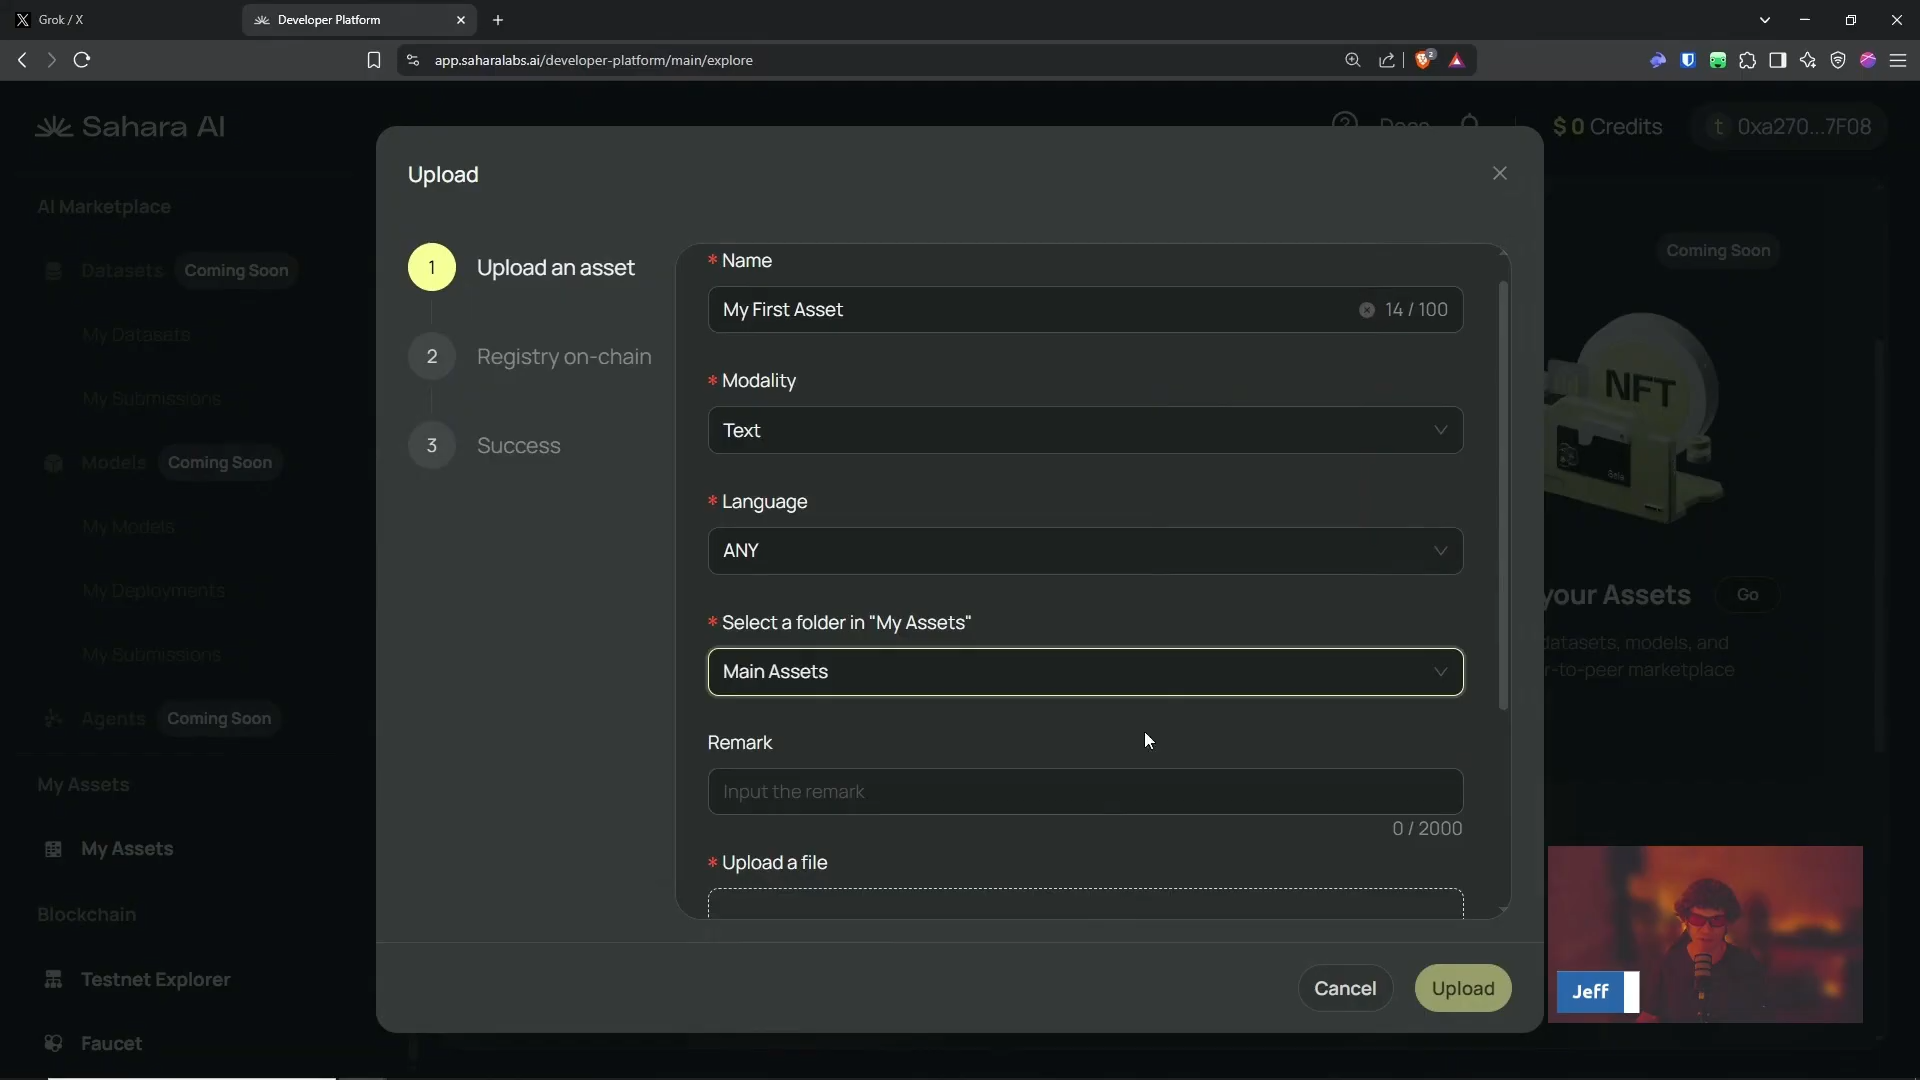 Grok / X
Developer Platform
app.saharalabs.ai/developer-platform/main/explore
2
Sahara AI
Docs
$ 0 Credits
t 0xa270...7F08
AI Marketplace
Datasets
Coming Soon
My Datasets
My Submissions
Models
Coming Soon
My Models
My Deployments
My Submissions
Agents
Coming Soon
My Assets
My Assets
Blockchain
Testnet Explorer
Faucet
Upload
1
Upload an asset
2
Registry on-chain
3
Success
* Name
My First Asset
14 / 100
* Modality
Text
* Language
ANY
* Select a folder in "My Assets"
Main Assets
Remark
Input the remark
0 / 2000
* Upload a file
Cancel
Upload
Coming Soon
NFT
your Assets
Go
datasets, models, and
r-to-peer marketplace
Jeff